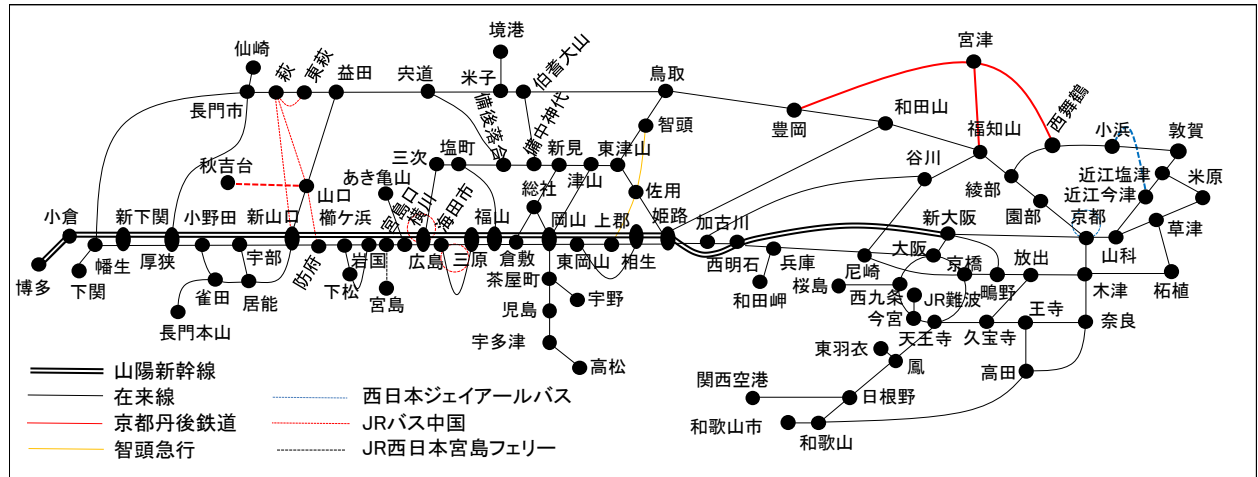 境港
宮津
仙崎
萩
東萩
益田
宍道
米子
伯耆大山
鳥取
長門市
備後落合
備中神代
智頭
豊岡
和田山
福知山
西舞鶴
小浜
敦賀
秋吉台
三次
塩町
新見
東津山
谷川
近江塩津
米原
山口
あき亀山
総社
津山
佐用
綾部
近江今津
小倉
新下関
小野田
新山口
櫛ケ浜
宮島口
横川
海田市
福山
岡山
上郡
姫路
加古川
新大阪
園部
京都
草津
博多
下関
幡生
厚狭
宇部
防府
岩国
広島
三原
倉敷
東岡山
相生
西明石
兵庫
尼崎
大阪
京橋
放出
山科
雀田
居能
下松
宮島
茶屋町
宇野
和田岬
桜島
西九条
JR難波
鴫野
木津
柘植
長門本山
児島
今宮
天王寺
久宝寺
王寺
奈良
宇多津
高松
東羽衣
鳳
高田
関西空港
日根野
和歌山市
和歌山
山陽新幹線
在来線
京都丹後鉄道
智頭急行
西日本ジェイアールバス
JRバス中国
JR西日本宮島フェリー